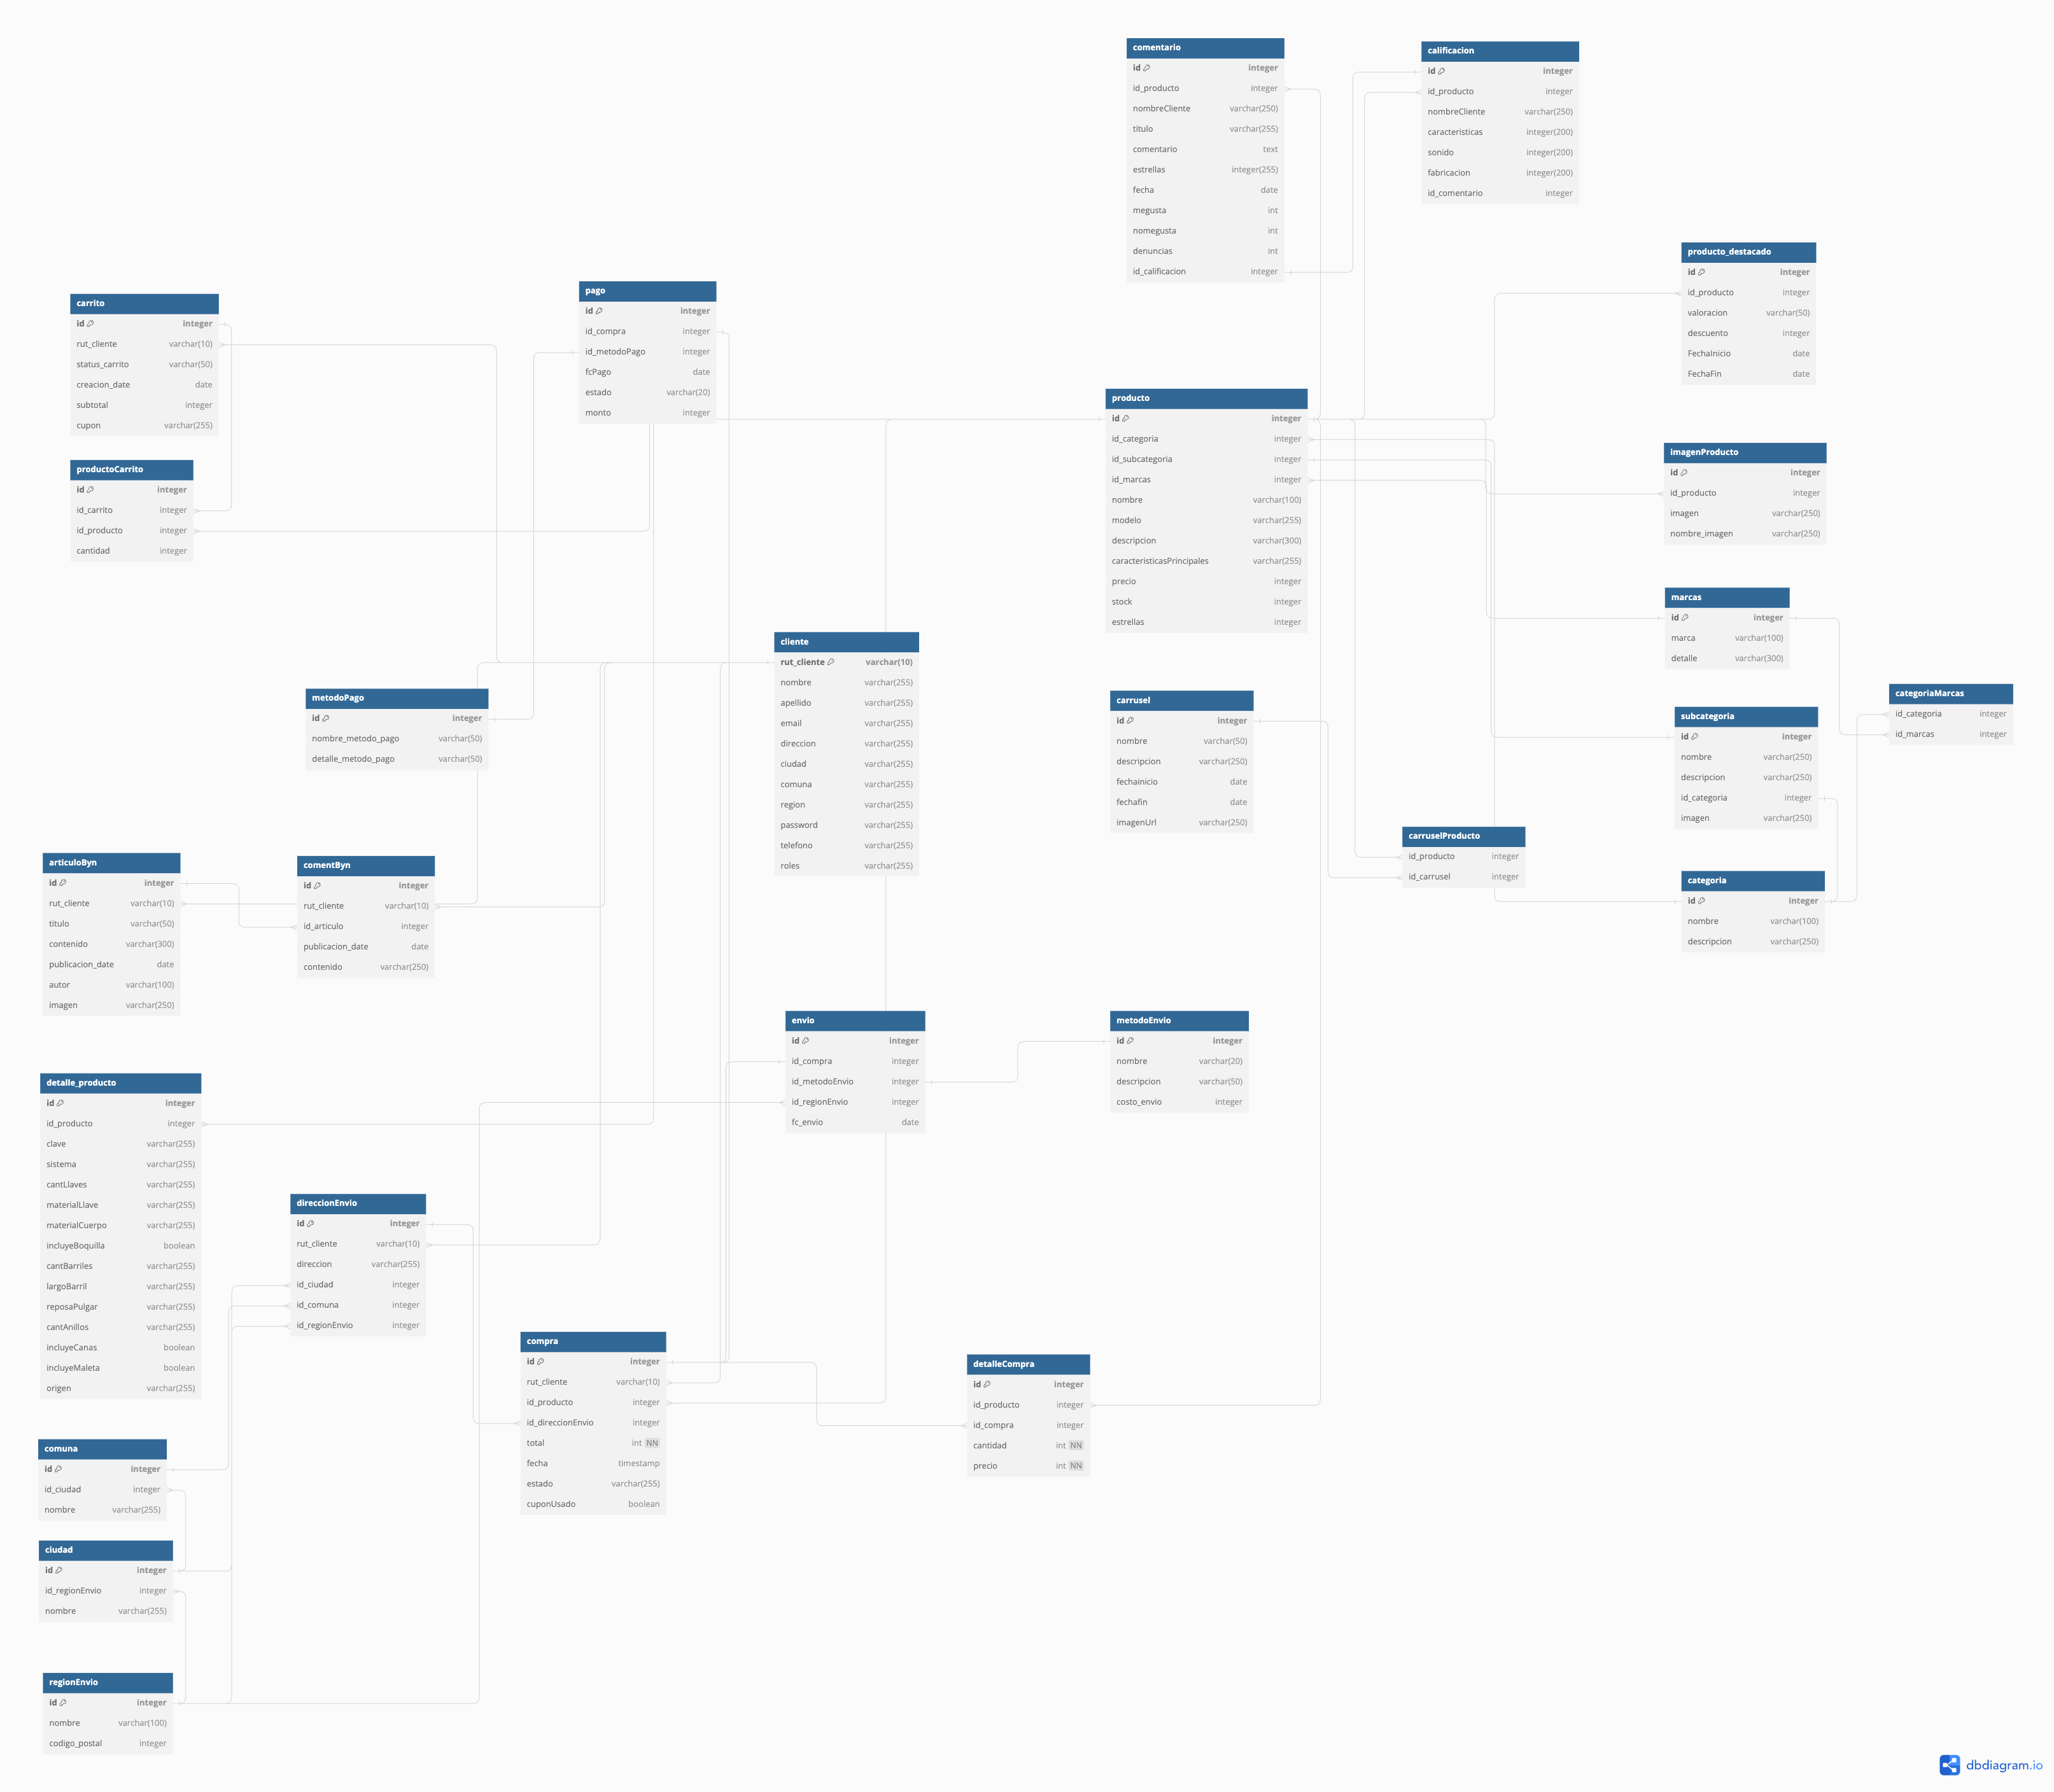 comentario
id integer
id_producto integer
nombreCliente varchar(250)
titulo varchar(255)
comentario text
estrellas integer(255)
fecha date
megusta int
nomegusta int
denuncias int
id_calificacion integer
calificacion
id integer
id_producto integer
nombreCliente varchar(250)
caracteristicas integer(200)
sonido integer(200)
fabricacion integer(200)
id_comentario integer
producto_destacado
id integer
id_producto integer
valoracion varchar(50)
descuento integer
FechaInicio date
FechaFin date
carrito
id integer
rut_cliente varchar(10)
status_carrito varchar(50)
creacion_date date
subtotal integer
cupon varchar(255)
pago
id integer
id_compra integer
id_metodoPago integer
fcPago date
estado varchar(20)
monto integer
producto
id integer
id_categoria integer
id_subcategoria integer
id_marcas integer
nombre varchar(100)
modelo varchar(255)
descripcion varchar(300)
caracteristicasPrincipales varchar(255)
precio integer
stock integer
estrellas integer
imagenProducto
id integer
id_producto integer
imagen varchar(250)
nombre_imagen varchar(250)
productoCarrito
id integer
id_carrito integer
id_producto integer
cantidad integer
marcas
id integer
marca varchar(100)
detalle varchar(300)
cliente
rut_cliente varchar(10)
nombre varchar(255)
apellido varchar(255)
email varchar(255)
direccion varchar(255)
ciudad varchar(255)
comuna varchar(255)
region varchar(255)
password varchar(255)
telefono varchar(255)
roles varchar(255)
metodoPago
id integer
nombre_metodo_pago varchar(50)
detalle_metodo_pago varchar(50)
carrusel
id integer
nombre varchar(50)
descripcion varchar(250)
fechainicio date
fechafin date
imagenUrl varchar(250)
categoriaMarcas
id_categoria integer
id_marcas integer
subcategoria
id integer
nombre varchar(250)
descripcion varchar(250)
id_categoria integer
imagen varchar(250)
carruselProducto
id_producto integer
id_carrusel integer
categoria
id integer
nombre varchar(100)
descripcion varchar(250)
articuloByn
id integer
rut_cliente varchar(10)
titulo varchar(50)
contenido varchar(300)
publicacion_date date
autor varchar(100)
imagen varchar(250)
comentByn
id integer
rut_cliente varchar(10)
id_articulo integer
publicacion_date date
contenido varchar(250)
envio
id integer
id_compra integer
id_metodoEnvio integer
id_regionEnvio integer
fc_envio date
metodoEnvio
id integer
nombre varchar(20)
descripcion varchar(50)
costo_envio integer
detalle_producto
id integer
id_producto integer
clave varchar(255)
sistema varchar(255)
cantLlaves varchar(255)
materialLlave varchar(255)
materialCuerpo varchar(255)
incluyeBoquilla boolean
cantBarriles varchar(255)
largoBarril varchar(255)
reposaPulgar varchar(255)
cantAnillos varchar(255)
incluyeCanas boolean
incluyeMaleta boolean
origen varchar(255)
direccionEnvio
id integer
rut_cliente varchar(10)
direccion varchar(255)
id_ciudad integer
id_comuna integer
id_regionEnvio integer
compra
id integer
rut_cliente varchar(10)
id_producto integer
id_direccionEnvio integer
total int NN
fecha timestamp
estado varchar(255)
cuponUsado boolean
detalleCompra
id integer
id_producto integer
id_compra integer
cantidad int NN
precio int NN
comuna
id integer
id_ciudad integer
nombre varchar(255)
ciudad
id integer
id_regionEnvio integer
nombre varchar(255)
regionEnvio
id integer
nombre varchar(100)
codigo_postal integer
dbdiagram.io